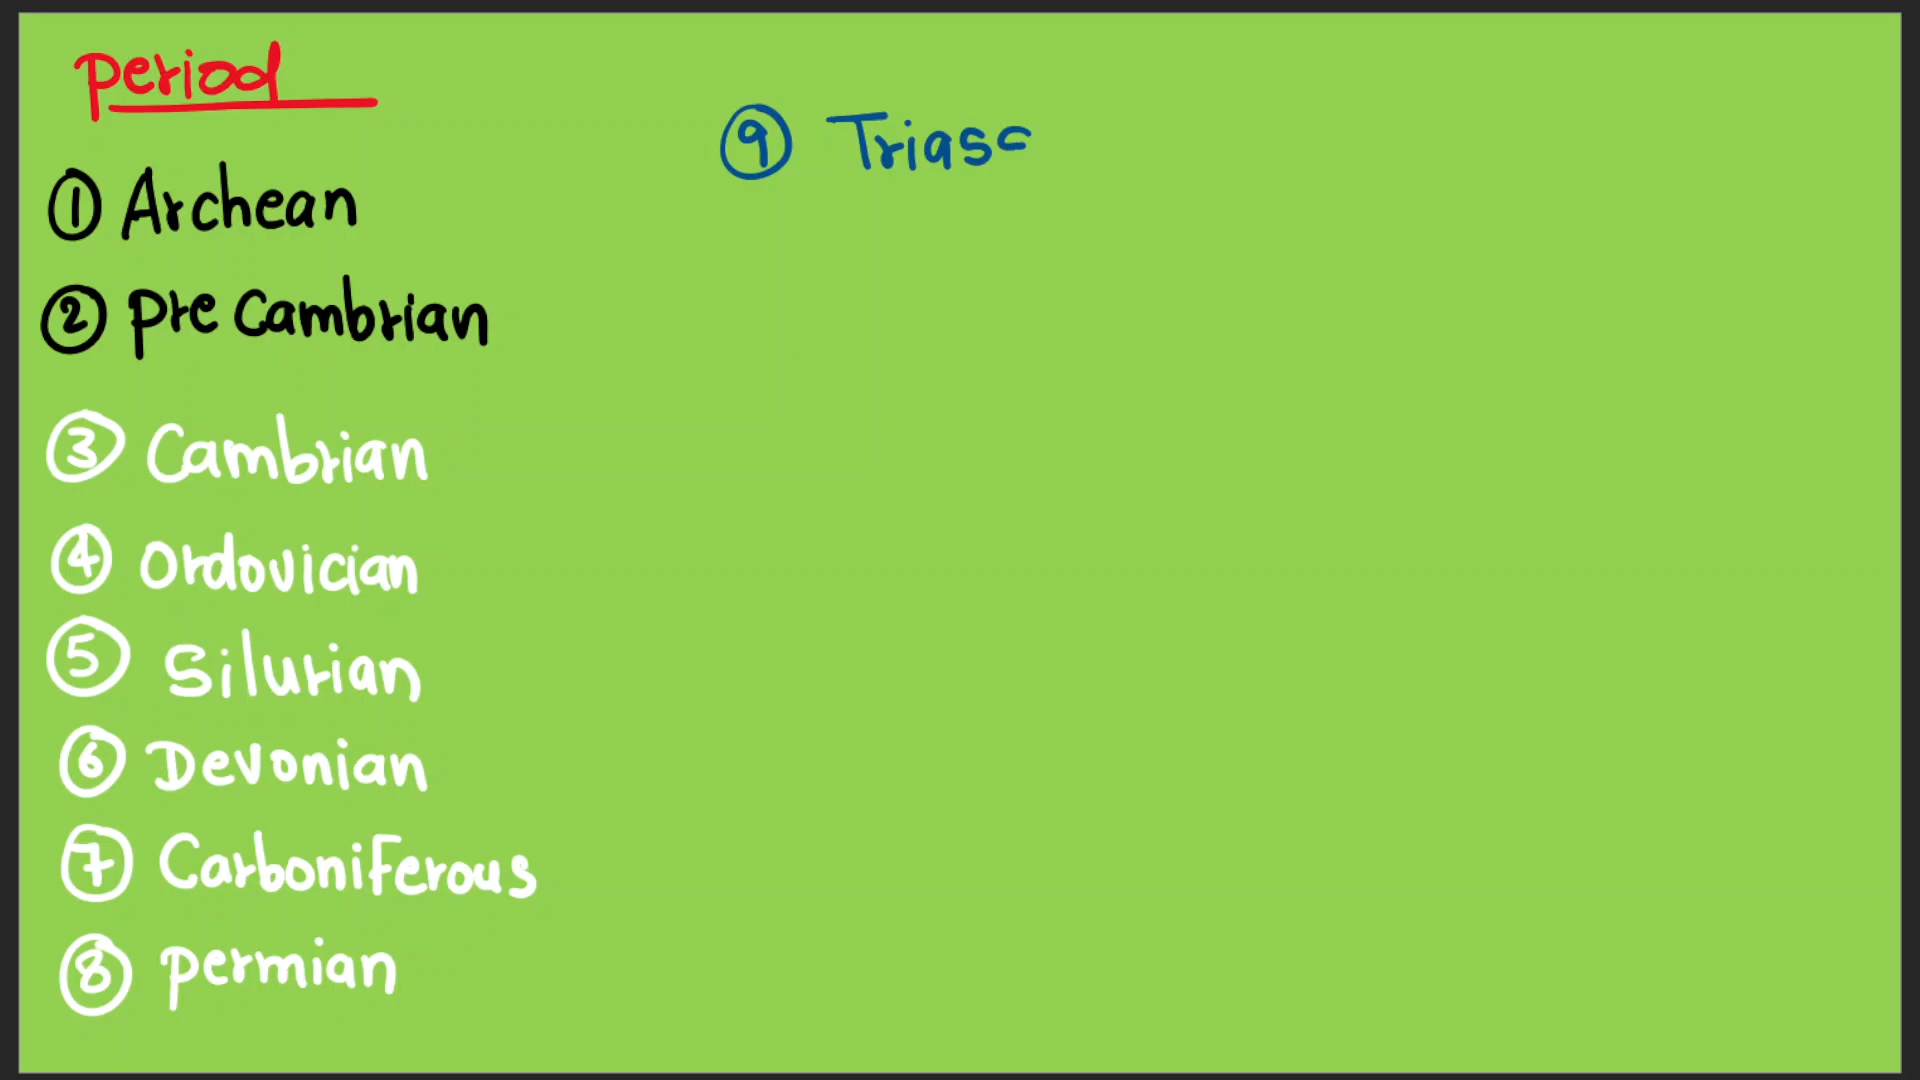 Period
① Archean
② Pre Cambrian
③ Cambrian
④ Ordovician
⑤ Silurian
⑥ Devonian
⑦ Carboniferous
⑧ Permian
⑨ Trias